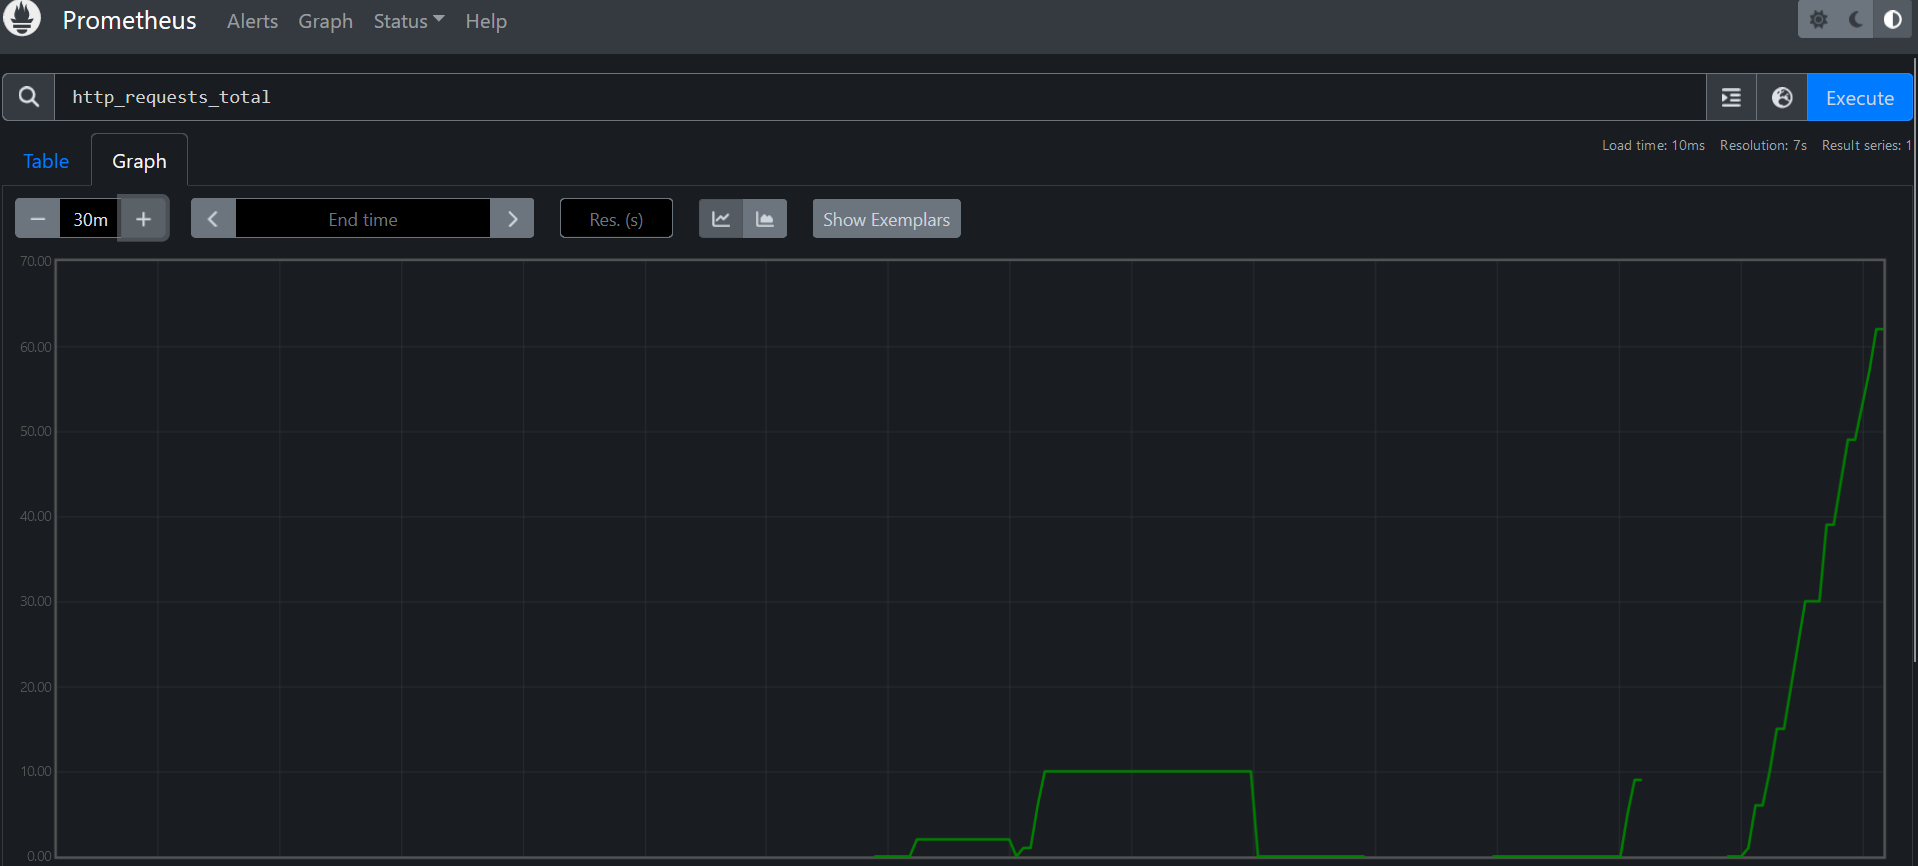 Prometheus Alerts Graph Status Help
http_requests_total Execute
Load time: 10ms Resolution: 7s Result series: 1
Table Graph
30m End time Res. (s) Show Exemplars
70.00
60.00
50.00
40.00
30.00
20.00
10.00
0.00